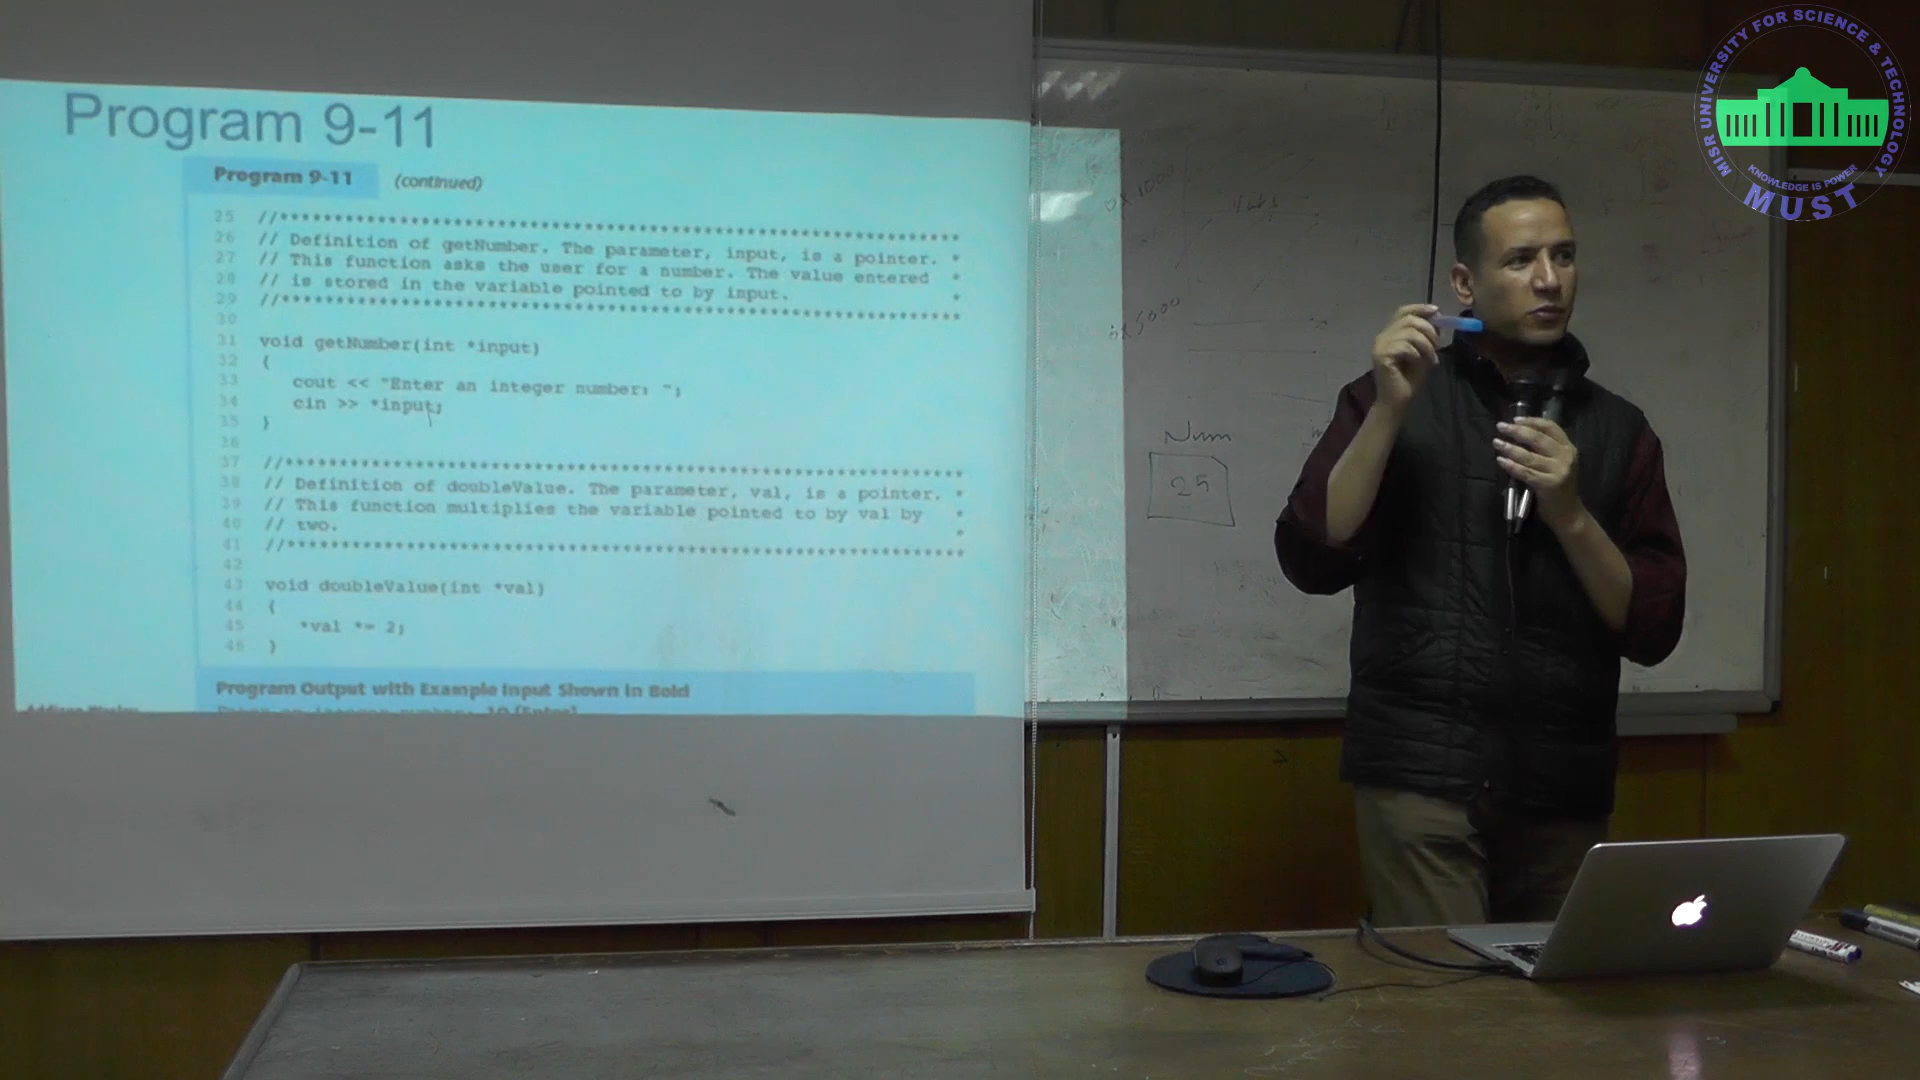 Program 9-11
Program 9-11 (continued)
25 //****************************************************************
26 // Definition of getNumber. The parameter, input, is a pointer. *
27 // This function asks the user for a number. The value entered *
28 // is stored in the variable pointed to by input. *
29 //****************************************************************
30
31 void getNumber(int *input)
32 {
33 cout << "Enter an integer number: ";
34 cin >> *input;
35 }
36
37 //****************************************************************
38 // Definition of doubleValue. The parameter, val, is a pointer. *
39 // This function multiplies the variable pointed to by val by *
40 // two. *
41 //****************************************************************
42
43 void doubleValue(int *val)
44 {
45 *val *= 2;
46 }
Program Output with Example Input Shown in Bold
0x1000
0x5000
Num
25
MISR UNIVERSITY FOR SCIENCE & TECHNOLOGY
KNOWLEDGE IS POWER
MUST